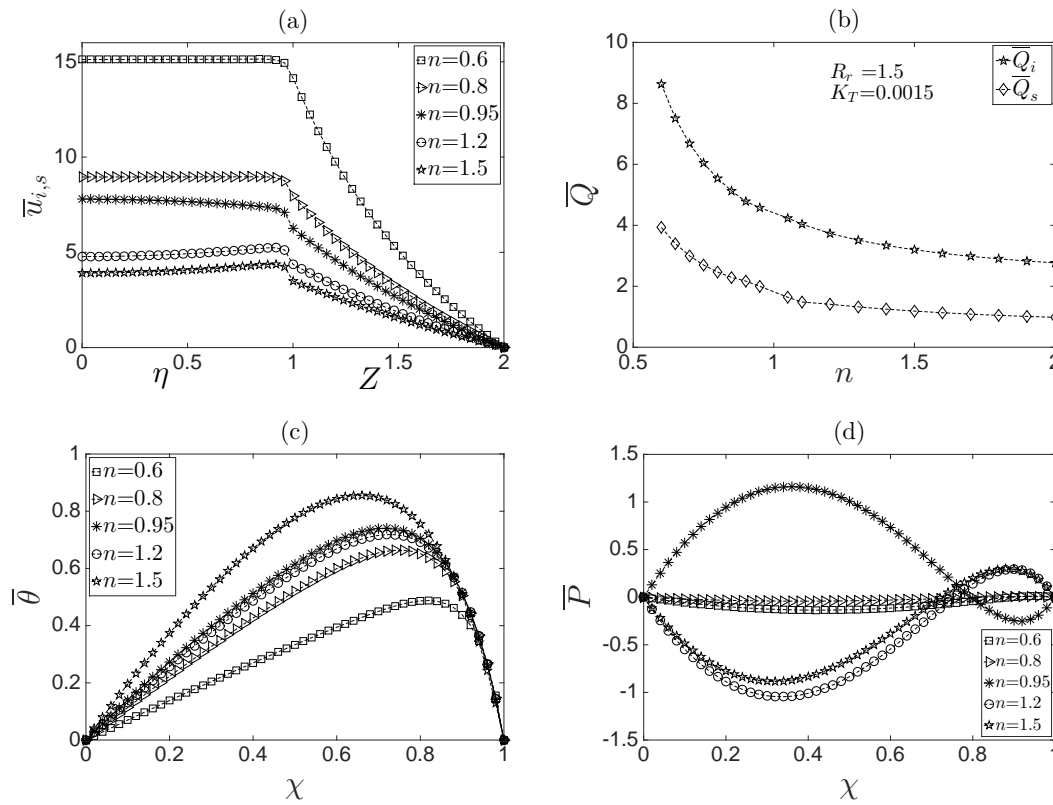 (a)
15
10
5
0
0
0.5
1
1.5
2
u̅_{i,s}
η
Z
n=0.6
n=0.8
n=0.95
n=1.2
n=1.5
(b)
10
8
6
4
2
0
0.5
1
1.5
2
Q̅
n
R_r =1.5
K_T=0.0015
Q̅_i
Q̅_s
(c)
1
0.8
0.6
0.4
0.2
0
0
0.2
0.4
0.6
0.8
1
θ̅
χ
n=0.6
n=0.8
n=0.95
n=1.2
n=1.5
(d)
1.5
1
0.5
0
-0.5
-1
-1.5
0
0.2
0.4
0.6
0.8
1
P̅
χ
n=0.6
n=0.8
n=0.95
n=1.2
n=1.5